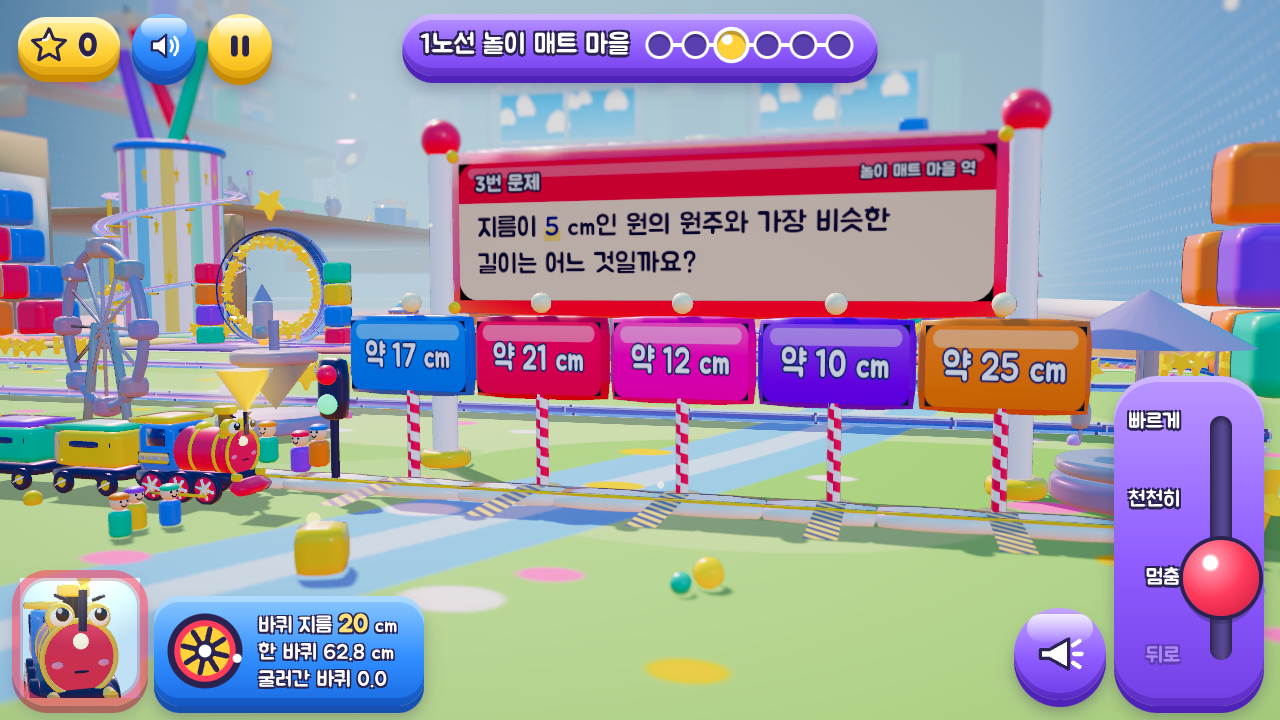 0
1노선 놀이 매트 마을
3번 문제
놀이 매트 마을 역
지름이 5 cm인 원의 원주와 가장 비슷한
길이는 어느 것일까요?
약 17 cm
약 21 cm
약 12 cm
약 10 cm
약 25 cm
빠르게
천천히
멈춤
뒤로
바퀴 지름 20 cm
한 바퀴 62.8 cm
굴러간 바퀴 0.0